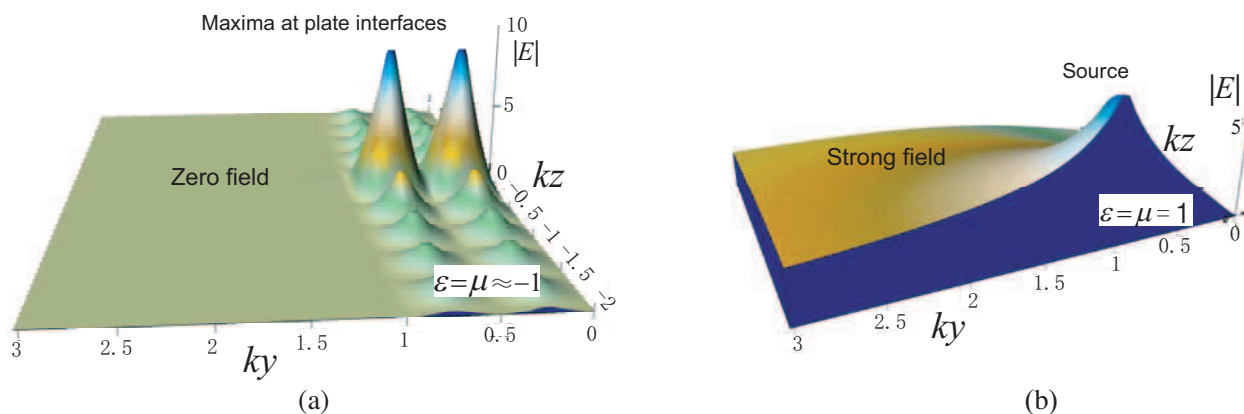 Maxima at plate interfaces
10
|E|
5
0
Zero field
kz
-0.5
-1
-1.5
-2
ε=μ≈−1
3
2.5
2
1.5
1
0.5
0
ky
(a)
Source
|E|
5
kz
Strong field
ε=μ=1
0
0.5
1
1.5
2
2.5
3
ky
(b)